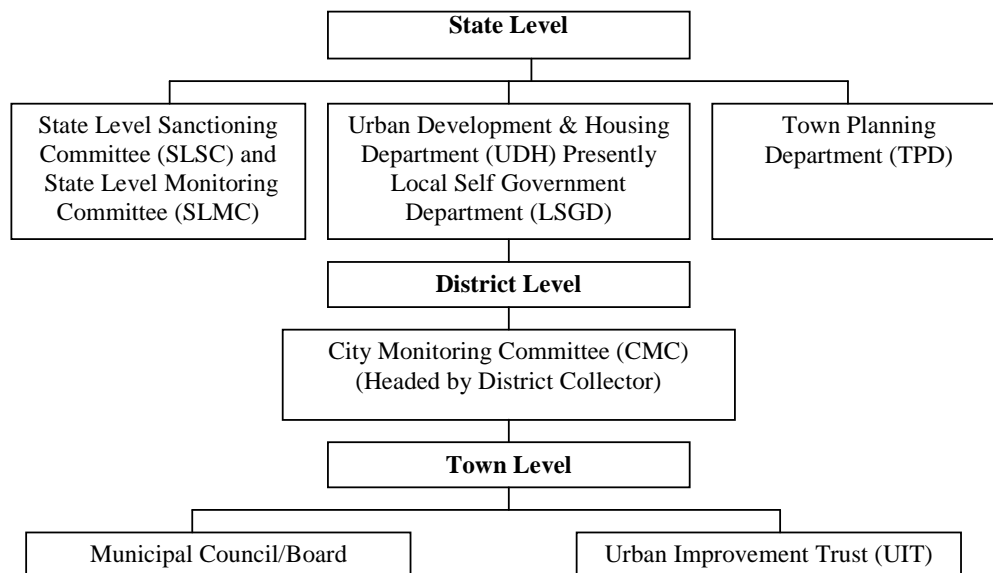 State Level
State Level Sanctioning
Committee (SLSC) and
State Level Monitoring
Committee (SLMC)
Urban Development & Housing
Department (UDH) Presently
Local Self Government
Department (LSGD)
Town Planning
Department (TPD)
District Level
City Monitoring Committee (CMC)
(Headed by District Collector)
Town Level
Municipal Council/Board
Urban Improvement Trust (UIT)